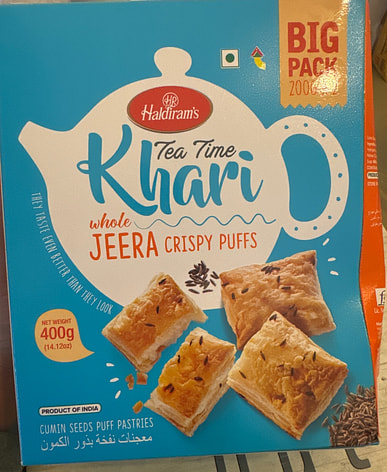 BIG
PACK
HR
Haldiram's
Tea Time
Khari
whole
JEERA CRISPY PUFFS
THEY TASTE EVEN BETTER THAN THEY LOOK
NET WEIGHT
400g
(14.12oz)
PRODUCT OF INDIA
CUMIN SEEDS PUFF PASTRIES
معجنات نفخة بذور الكمون